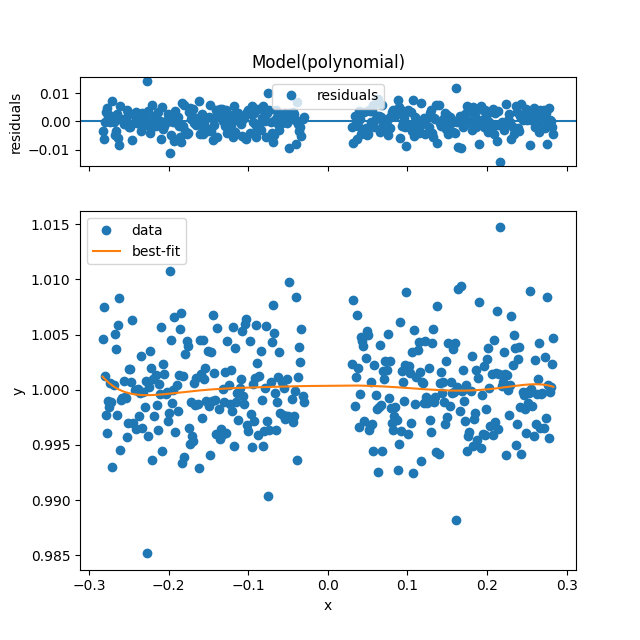 Model(polynomial)
0.01
0.00
−0.01
residuals
residuals
1.015
1.010
1.005
1.000
0.995
0.990
0.985
y
data
best-fit
−0.3 −0.2 −0.1 0.0 0.1 0.2 0.3
x